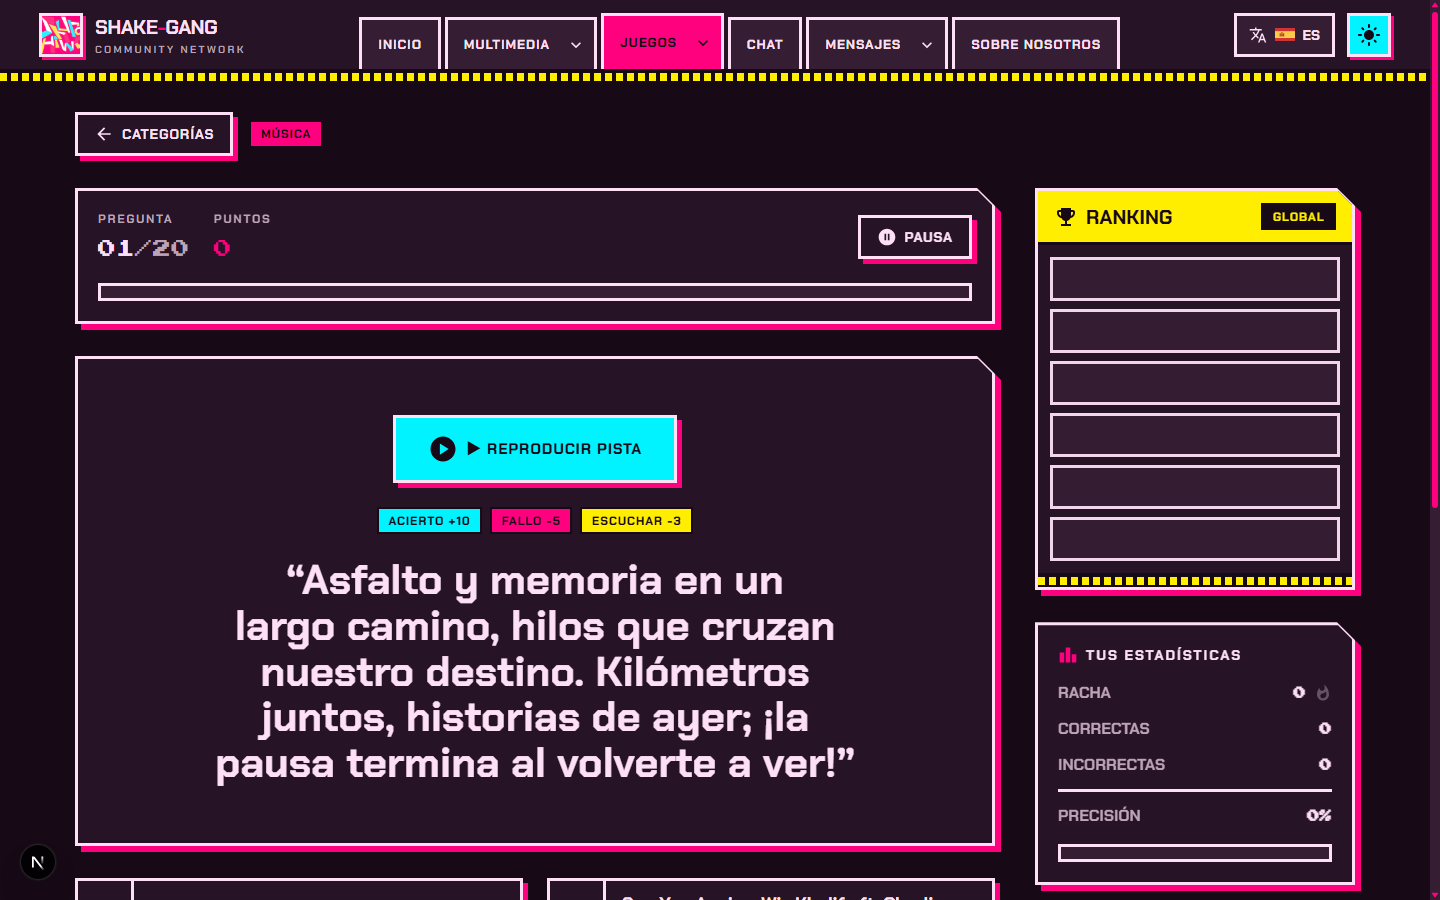 SHAKE-GANG
COMMUNITY NETWORK
INICIO
MULTIMEDIA
JUEGOS
CHAT
MENSAJES
SOBRE NOSOTROS
ES
CATEGORÍAS
MÚSICA
PREGUNTA
PUNTOS
01/20
0
PAUSA
REPRODUCIR PISTA
ACIERTO +10
FALLO -5
ESCUCHAR -3
“Asfalto y memoria en un
largo camino, hilos que cruzan
nuestro destino. Kilómetros
juntos, historias de ayer; ¡la
pausa termina al volverte a ver!”
RANKING
GLOBAL
TUS ESTADÍSTICAS
RACHA
0
CORRECTAS
0
INCORRECTAS
0
PRECISIÓN
0%
N